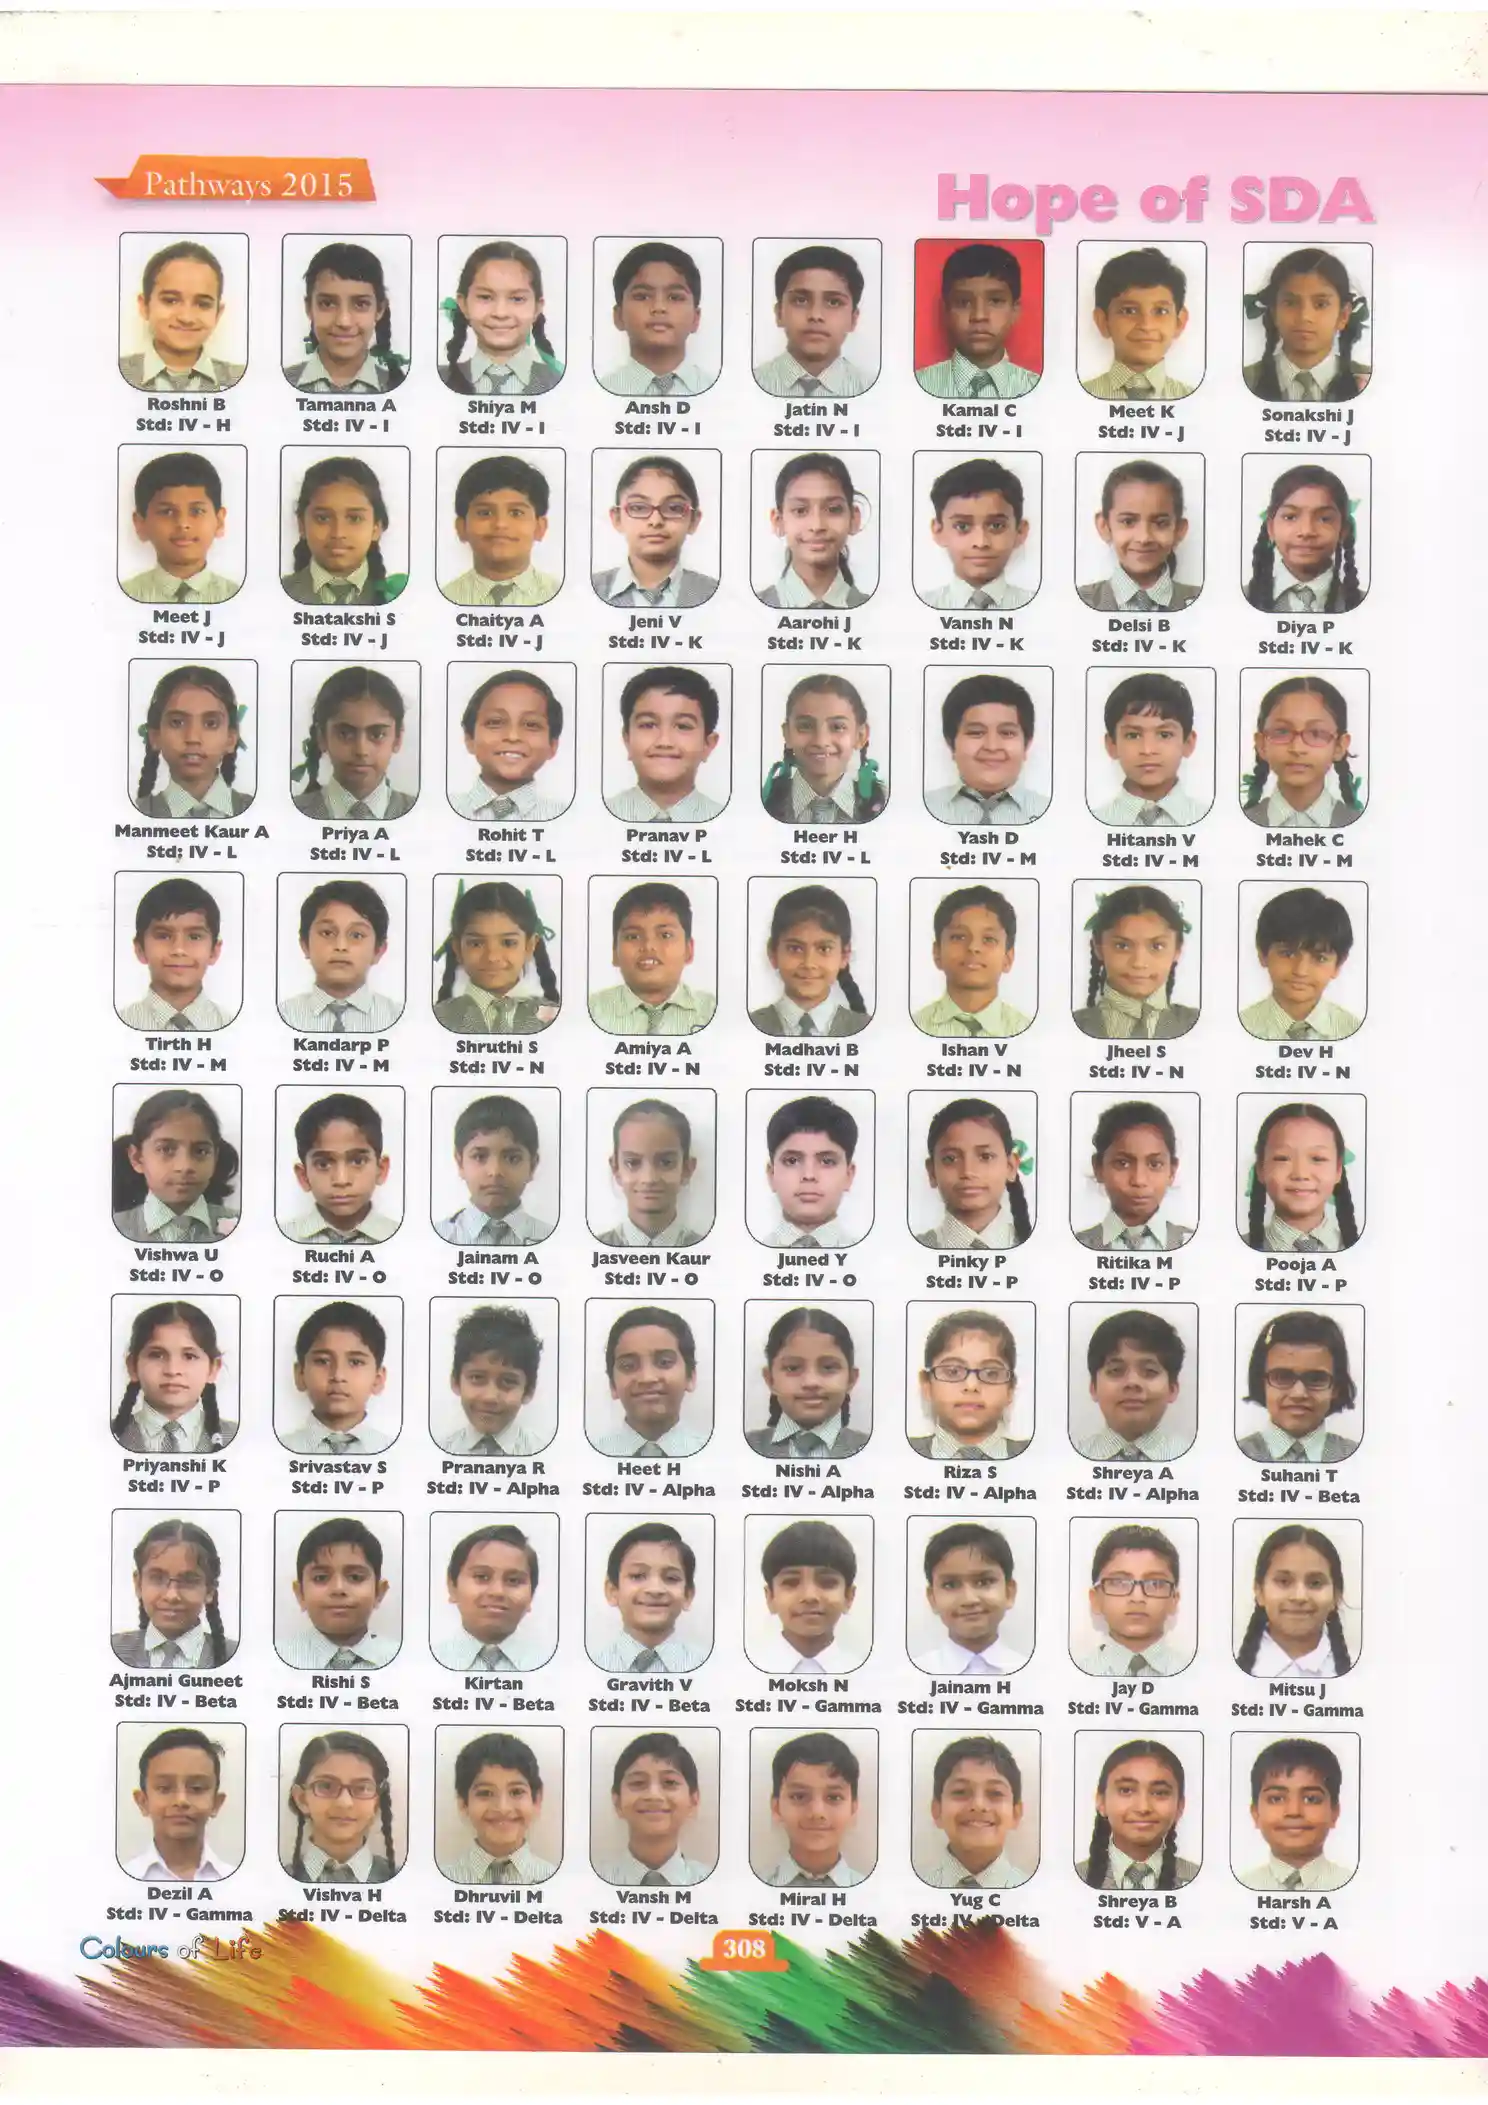 Pathways 2015
Hope of SDA
Roshni B
Std: IV - H
Tamanna A
Std: IV - I
Shiya M
Std: IV - I
Ansh D
Std: IV - I
Jatin N
Std: IV - I
Kamal C
Std: IV - I
Meet K
Std: IV - J
Sonakshi J
Std: IV - J
Meet J
Std: IV - J
Shatakshi S
Std: IV - J
Chaitya A
Std: IV - J
Jeni V
Std: IV - K
Aarohi J
Std: IV - K
Vansh N
Std: IV - K
Delsi B
Std: IV - K
Diya P
Std: IV - K
Manmeet Kaur A
Std: IV - L
Priya A
Std: IV - L
Rohit T
Std: IV - L
Pranav P
Std: IV - L
Heer H
Std: IV - L
Yash D
Std: IV - M
Hitansh V
Std: IV - M
Mahek C
Std: IV - M
Tirth H
Std: IV - M
Kandarp P
Std: IV - M
Shruthi S
Std: IV - N
Amiya A
Std: IV - N
Madhavi B
Std: IV - N
Ishan V
Std: IV - N
Jheel S
Std: IV - N
Dev H
Std: IV - N
Vishwa U
Std: IV - O
Ruchi A
Std: IV - O
Jainam A
Std: IV - O
Jasveen Kaur
Std: IV - O
Juned Y
Std: IV - O
Pinky P
Std: IV - P
Ritika M
Std: IV - P
Pooja A
Std: IV - P
Priyanshi K
Std: IV - P
Srivastav S
Std: IV - P
Prananya R
Std: IV - Alpha
Heet H
Std: IV - Alpha
Nishi A
Std: IV - Alpha
Riza S
Std: IV - Alpha
Shreya A
Std: IV - Alpha
Suhani T
Std: IV - Beta
Ajmani Guneet
Std: IV - Beta
Rishi S
Std: IV - Beta
Kirtan
Std: IV - Beta
Gravith V
Std: IV - Beta
Moksh N
Std: IV - Gamma
Jainam H
Std: IV - Gamma
Jay D
Std: IV - Gamma
Mitsu J
Std: IV - Gamma
Dezil A
Std: IV - Gamma
Vishva H
Std: IV - Delta
Dhruvil M
Std: IV - Delta
Vansh M
Std: IV - Delta
Miral H
Std: IV - Delta
Yug C
Std: IV - Delta
Shreya B
Std: V - A
Harsh A
Std: V - A
Colours of Life
308